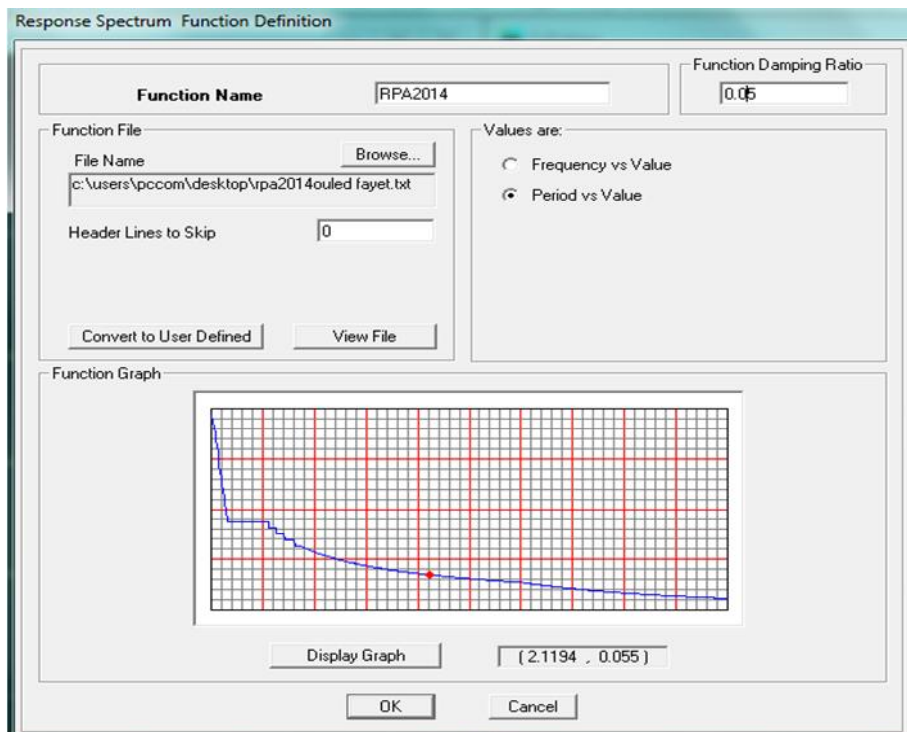 Response Spectrum Function Definition
Function Damping Ratio
Function Name
RPA2014
0.05
Function File
Values are:
File Name
Browse...
c:\users\pccom\desktop\rpa2014ouled fayet.txt
Frequency vs Value
Period vs Value
Header Lines to Skip
0
Convert to User Defined
View File
Function Graph
Display Graph
( 2.1194 , 0.055 )
OK
Cancel